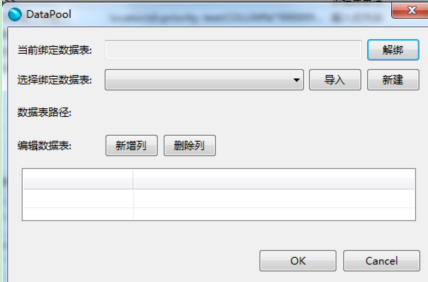 DataPool
当前绑定数据表: 解绑
选择绑定数据表: 导入 新建
数据表路径:
编辑数据表: 新增列 删除列
OK Cancel